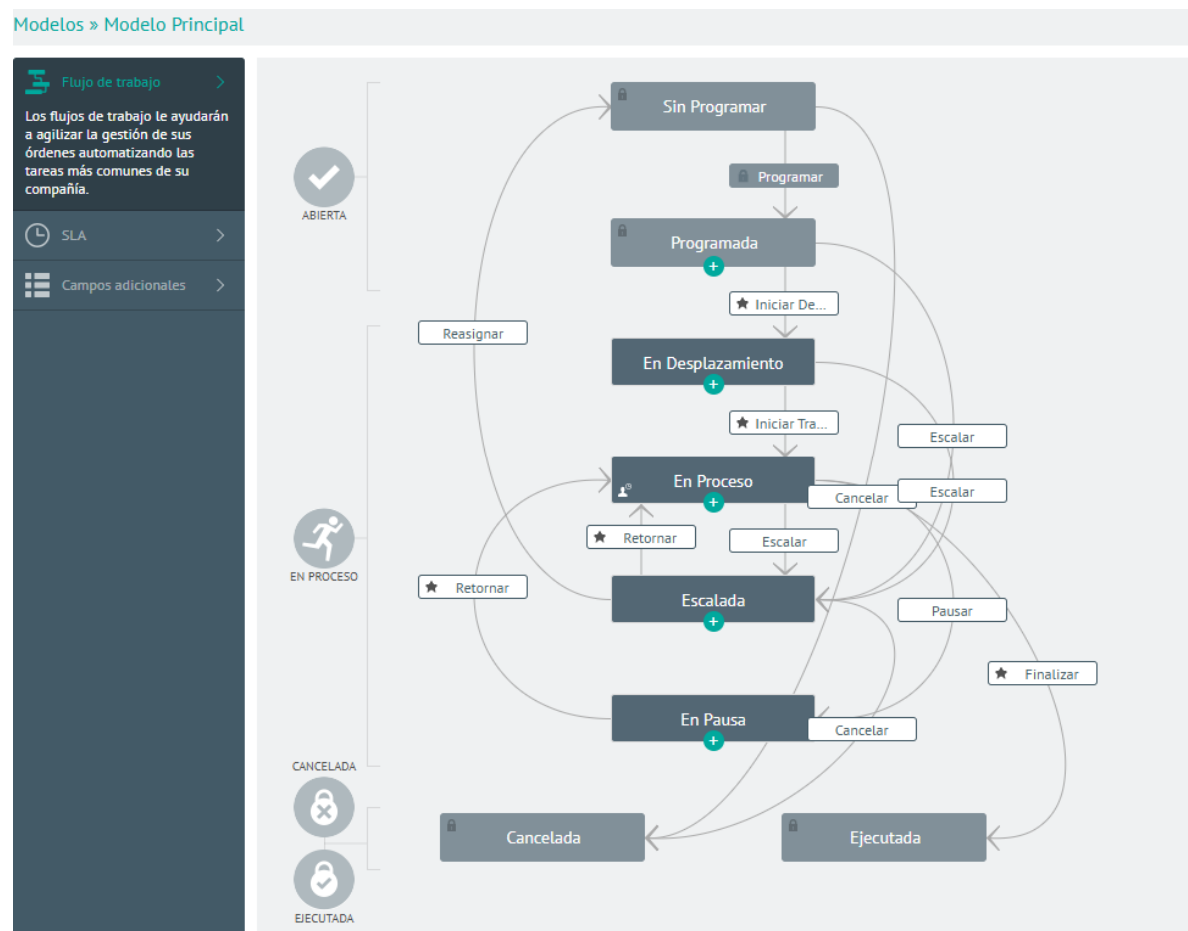 Modelos » Modelo Principal
Flujo de trabajo
Los flujos de trabajo le ayudarán
a agilizar la gestión de sus
órdenes automatizando las
tareas más comunes de su
compañía.
SLA
Campos adicionales
ABIERTA
EN PROCESO
CANCELADA
EJECUTADA
Sin Programar
Programar
Programada
Iniciar De...
Reasignar
En Desplazamiento
Iniciar Tra...
Escalar
En Proceso
Cancelar
Escalar
Retornar
Escalar
Retornar
Escalada
Pausar
Finalizar
En Pausa
Cancelar
Cancelada
Ejecutada